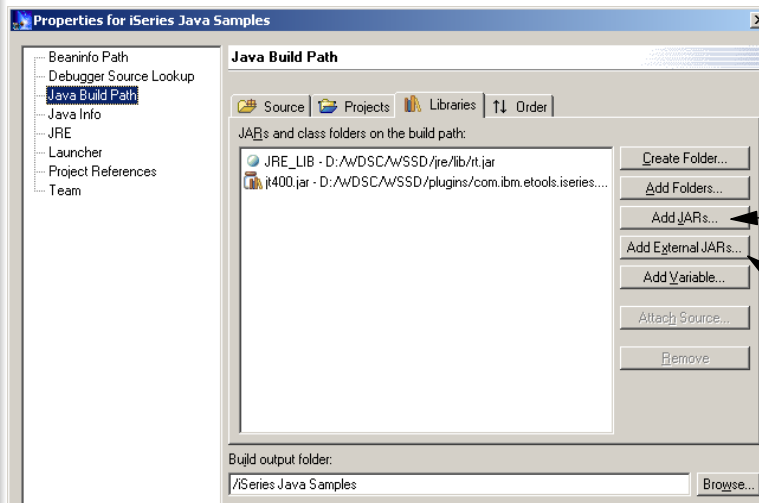 Properties for iSeries Java Samples
Beaninfo Path
Debugger Source Lookup
Java Build Path
Java Info
JRE
Launcher
Project References
Team
Java Build Path
Source
Projects
Libraries
Order
JARs and class folders on the build path:
JRE_LIB - D:/WDSC/WSSD/jre/lib/rt.jar
jt400.jar - D:/WDSC/WSSD/plugins/com.ibm.etools.iseries....
Create Folder...
Add Folders...
Add JARs...
Add External JARs...
Add Variable...
Attach Source...
Remove
Build output folder:
/iSeries Java Samples
Browse...